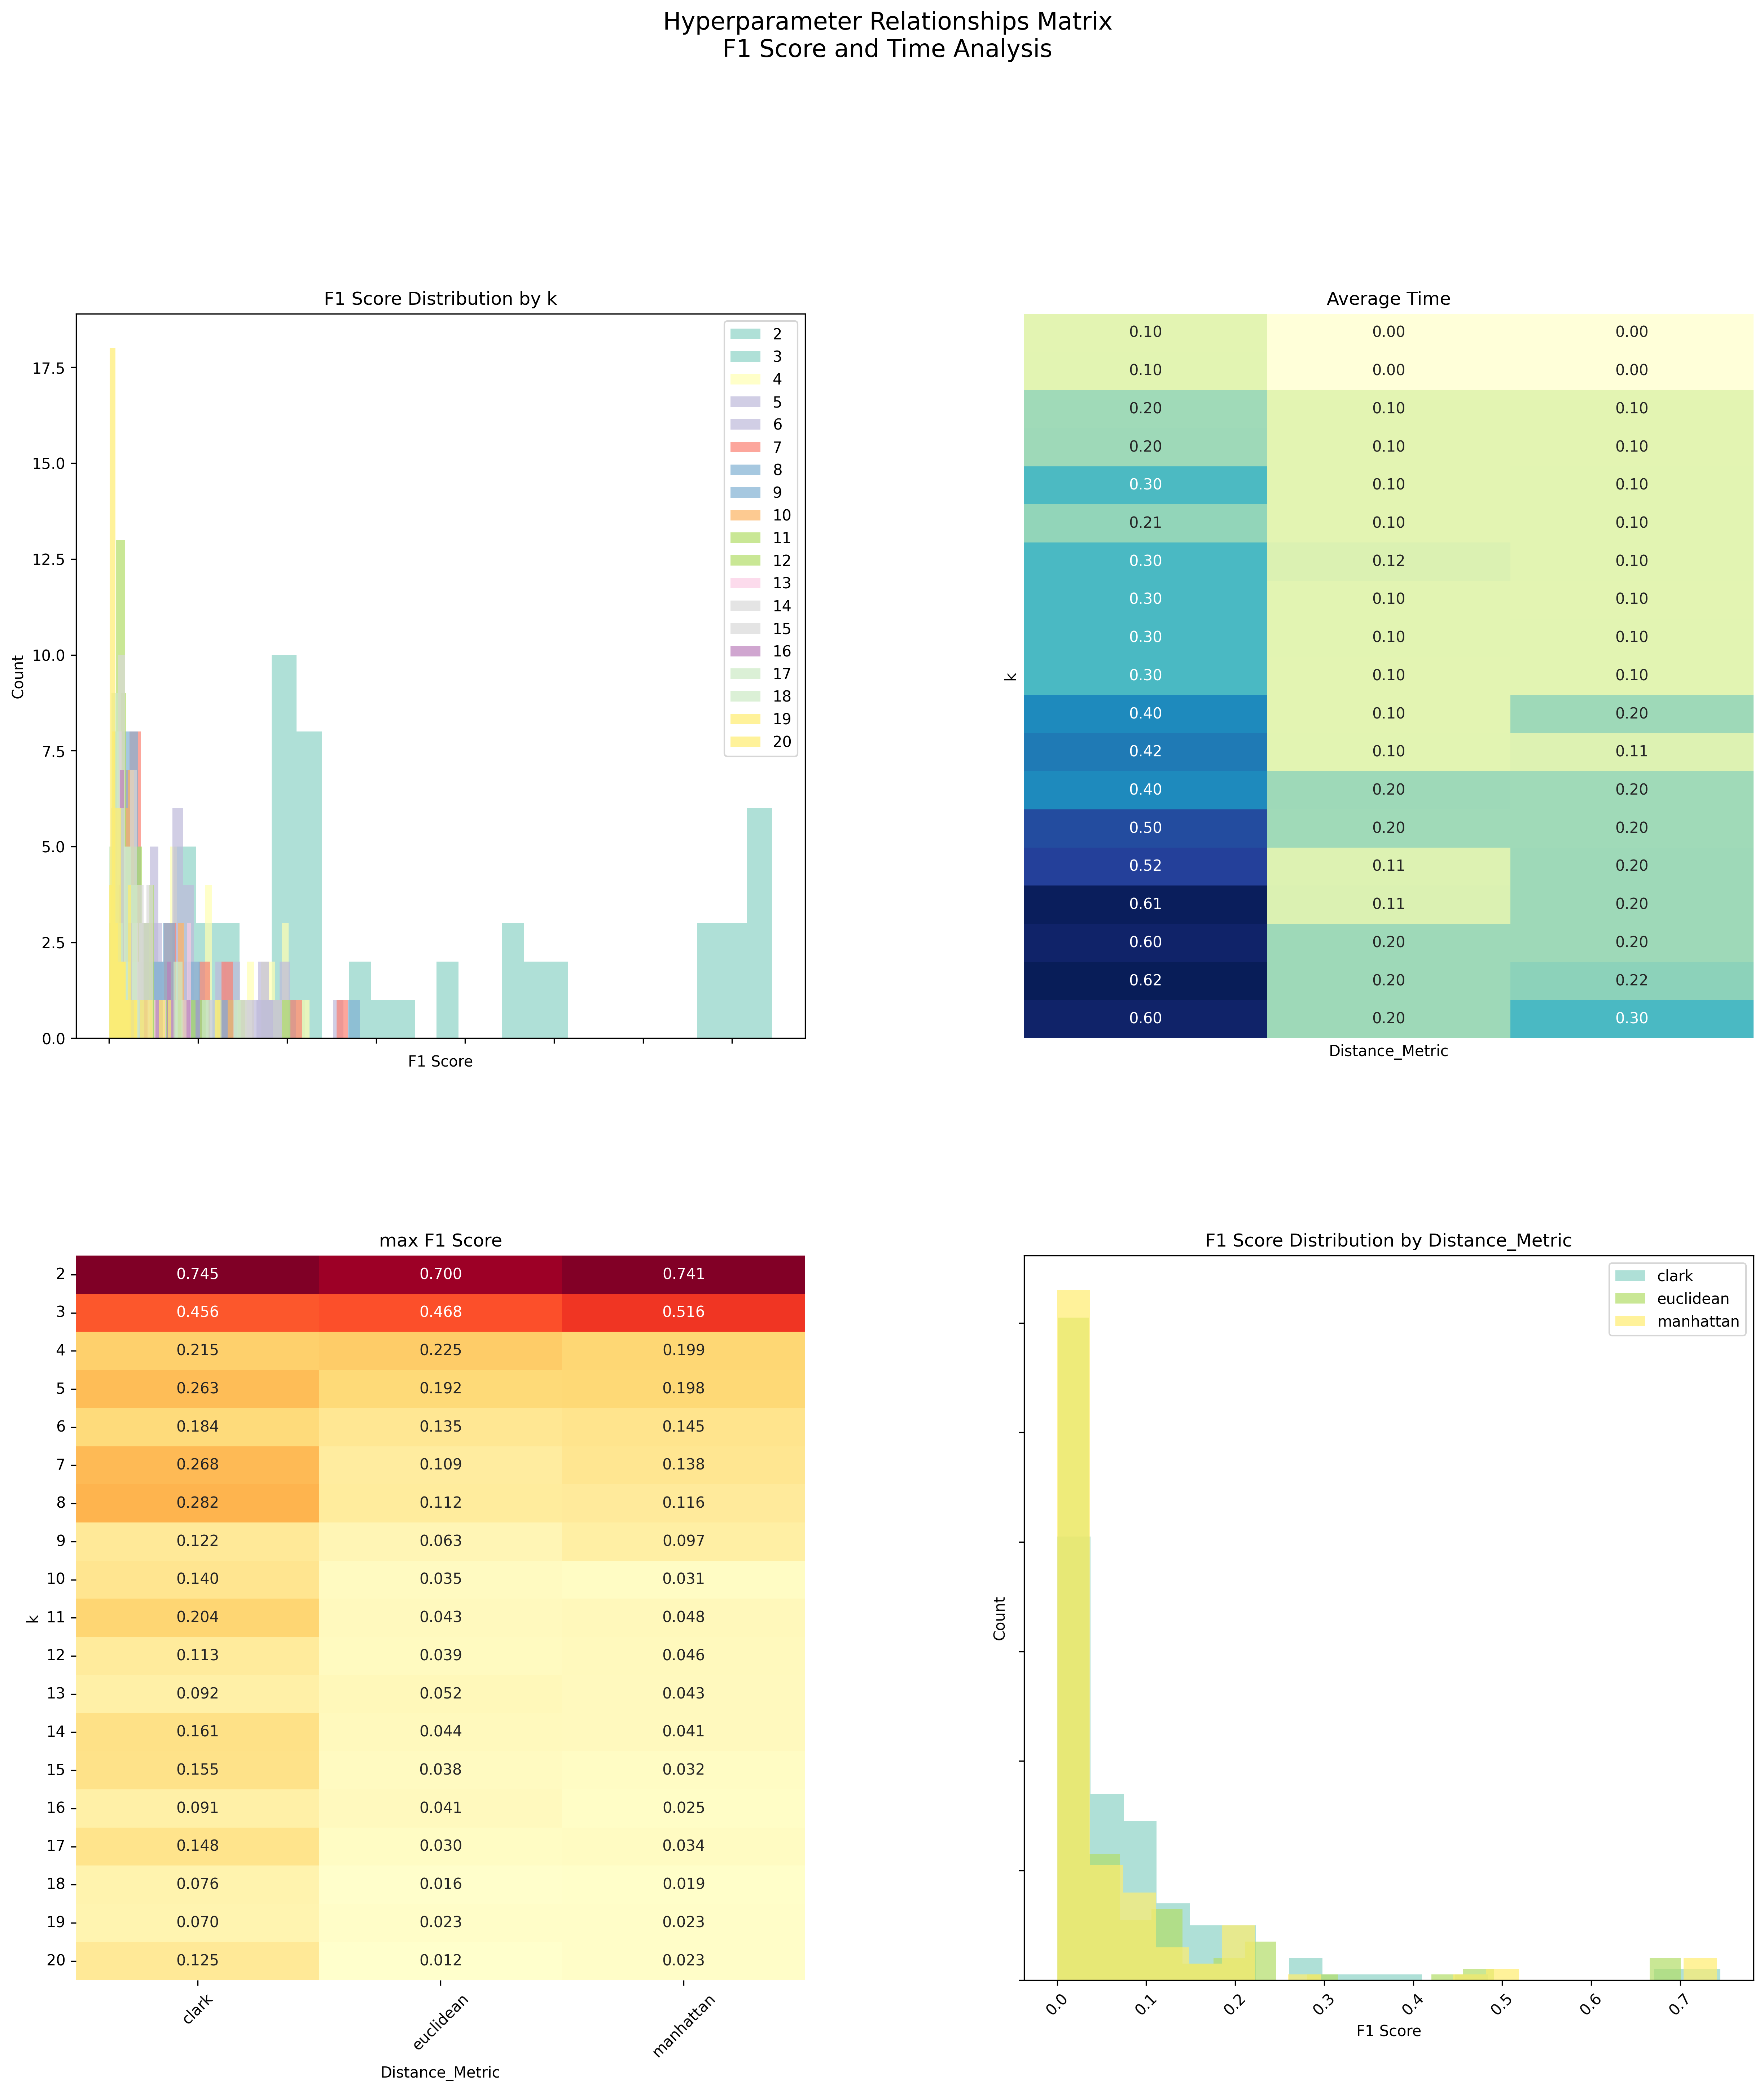 Hyperparameter Relationships Matrix
F1 Score and Time Analysis
F1 Score Distribution by k
17.5
15.0
12.5
10.0
7.5
5.0
2.5
0.0
Count
F1 Score
2
3
4
5
6
7
8
9
10
11
12
13
14
15
16
17
18
19
20
Average Time
0.10 0.00 0.00
0.10 0.00 0.00
0.20 0.10 0.10
0.20 0.10 0.10
0.30 0.10 0.10
0.21 0.10 0.10
0.30 0.12 0.10
0.30 0.10 0.10
0.30 0.10 0.10
0.30 0.10 0.10
0.40 0.10 0.20
0.42 0.10 0.11
0.40 0.20 0.20
0.50 0.20 0.20
0.52 0.11 0.20
0.61 0.11 0.20
0.60 0.20 0.20
0.62 0.20 0.22
0.60 0.20 0.30
k
Distance_Metric
max F1 Score
2 0.745 0.700 0.741
3 0.456 0.468 0.516
4 0.215 0.225 0.199
5 0.263 0.192 0.198
6 0.184 0.135 0.145
7 0.268 0.109 0.138
8 0.282 0.112 0.116
9 0.122 0.063 0.097
10 0.140 0.035 0.031
11 0.204 0.043 0.048
12 0.113 0.039 0.046
13 0.092 0.052 0.043
14 0.161 0.044 0.041
15 0.155 0.038 0.032
16 0.091 0.041 0.025
17 0.148 0.030 0.034
18 0.076 0.016 0.019
19 0.070 0.023 0.023
20 0.125 0.012 0.023
k
clark euclidean manhattan
Distance_Metric
F1 Score Distribution by Distance_Metric
clark
euclidean
manhattan
Count
0.0 0.1 0.2 0.3 0.4 0.5 0.6 0.7
F1 Score